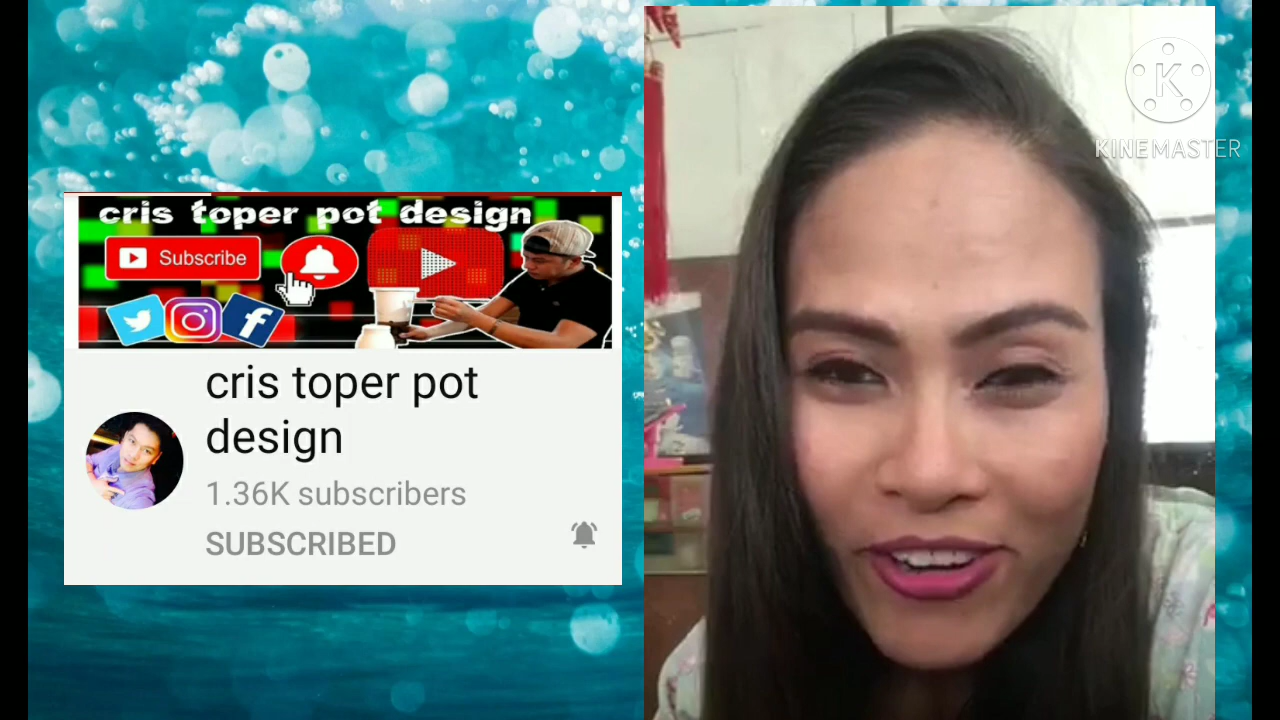 cris toper pot design
Subscribe
cris toper pot
design
1.36K subscribers
SUBSCRIBED
K
KINEMASTER